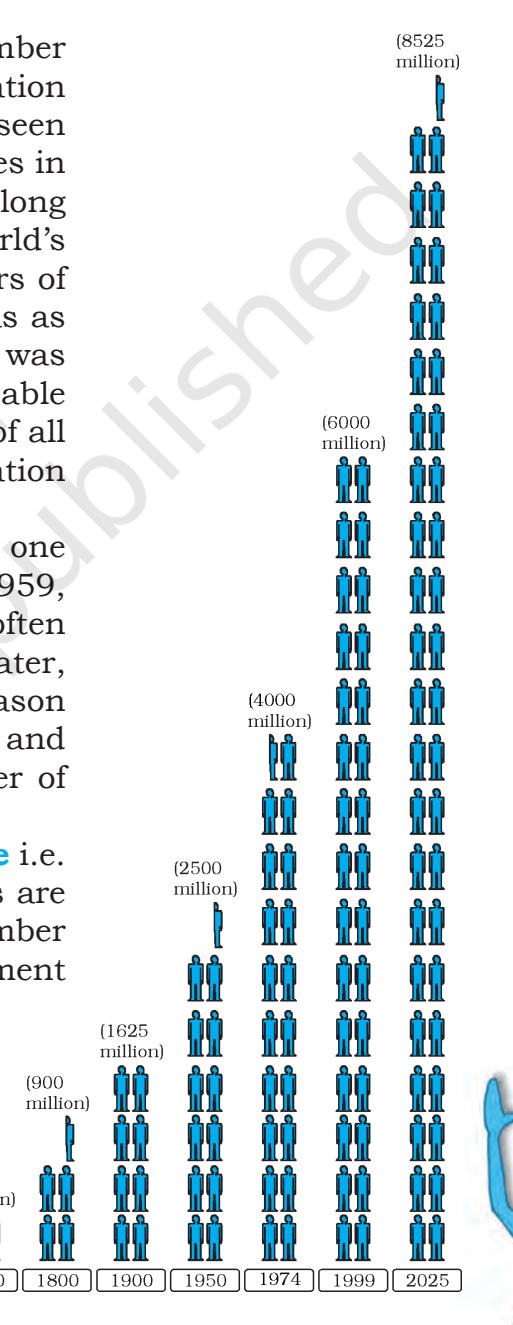 mber
ation
seen
es in
long
rld's
rs of
as as
was
able
of all
ation
one
959,
often
ater,
ason
and
er of
e i.e.
s are
mber
ment
(8525
million)
(6000
million)
(4000
million)
(2500
million)
(1625
million)
(900
million)
n)
0 1800 1900 1950 1974 1999 2025
published